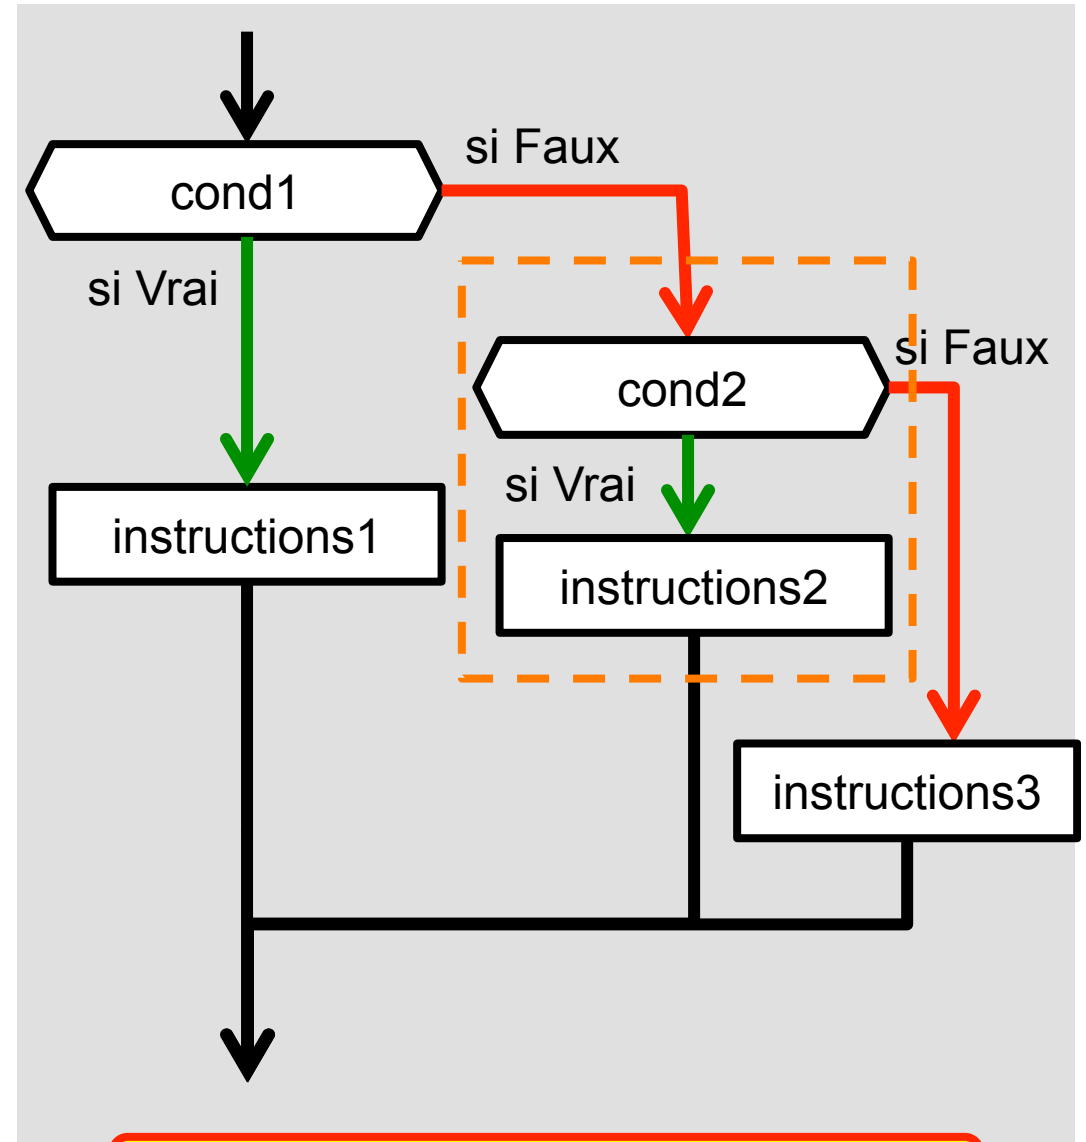 si Faux
cond1
si Vrai
si Faux
cond2
si Vrai
instructions1
instructions2
instructions3